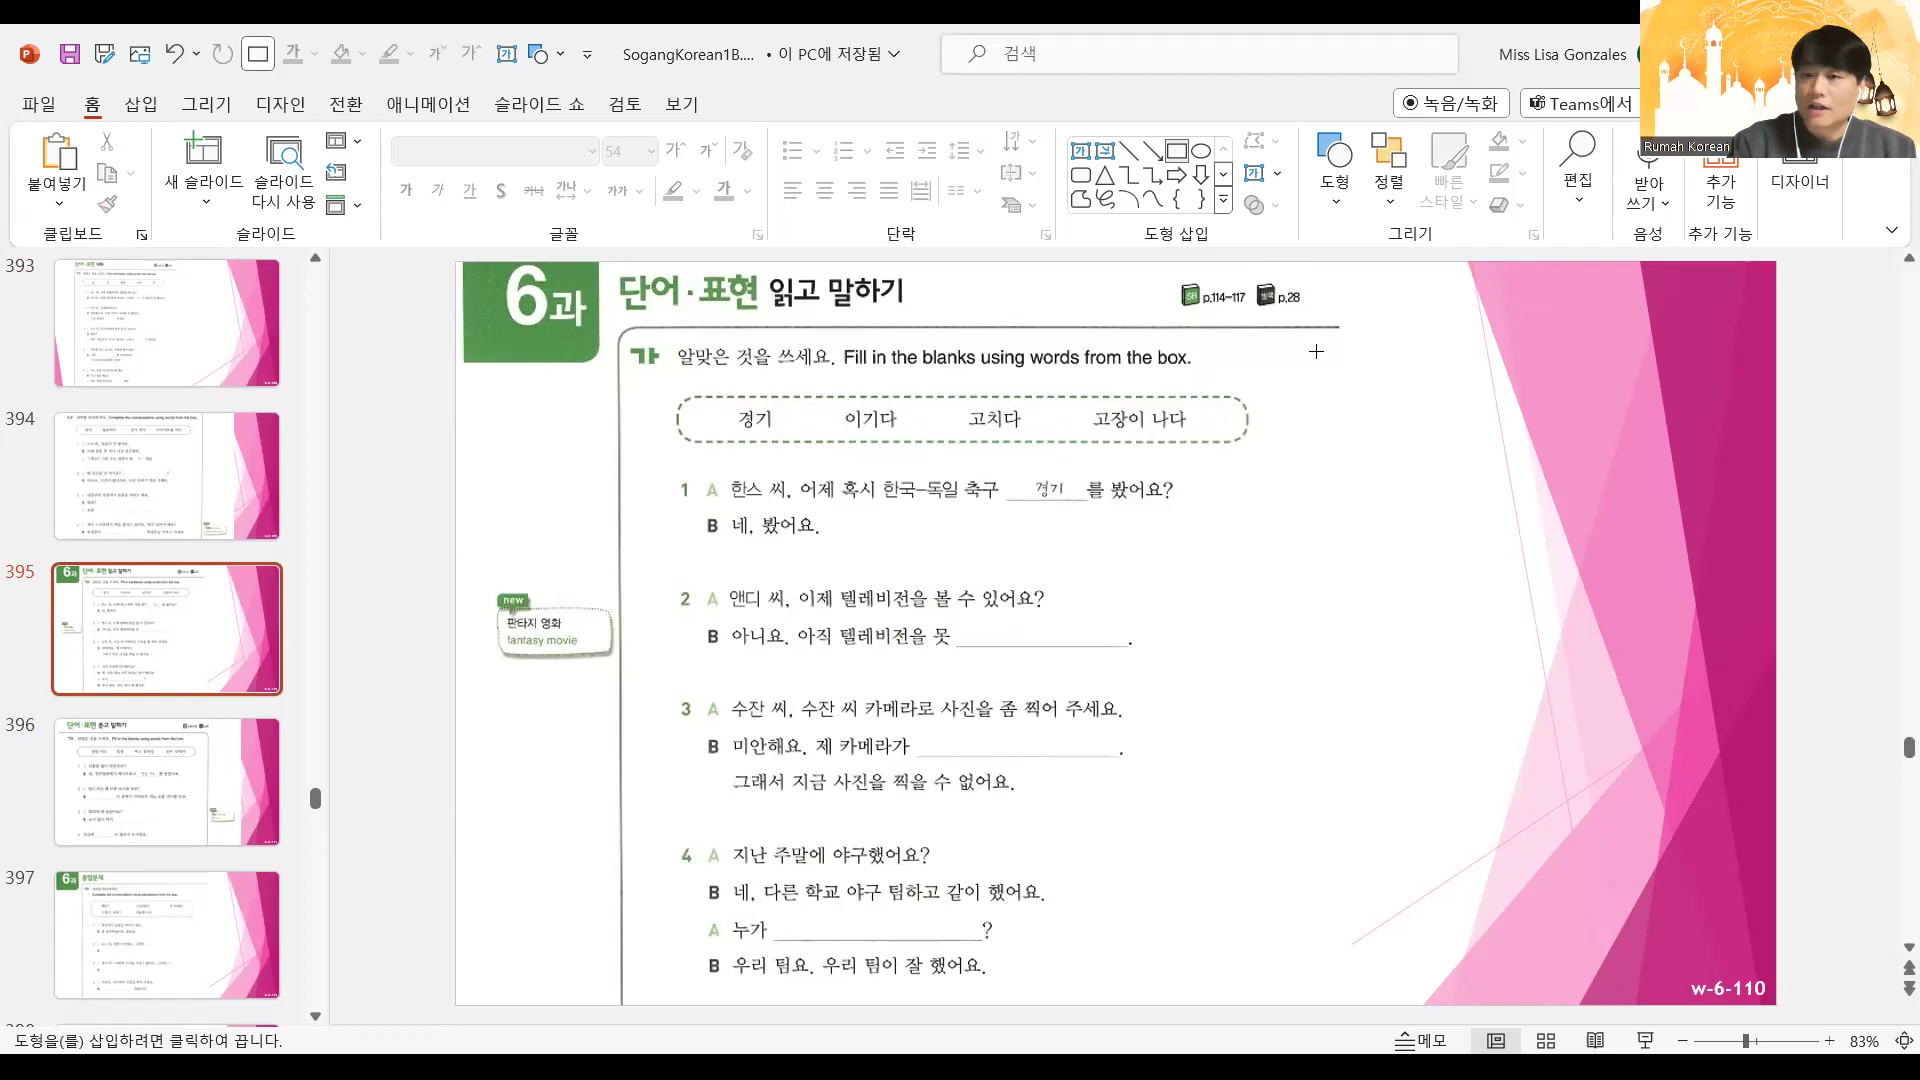 SogangKorean1B.... • 이 PC에 저장됨
검색
Miss Lisa Gonzales
Rumah Korean
파일 홈 삽입 그리기 디자인 전환 애니메이션 슬라이드 쇼 검토 보기
녹음/녹화
Teams에서
붙여넣기
새 슬라이드
슬라이드 다시 사용
54
도형
정렬
빠른 스타일
편집
받아쓰기
추가 기능
디자이너
클립보드
슬라이드
글꼴
단락
도형 삽입
그리기
음성
추가 기능
393
394
395
396
397
6과
단어·표현 읽고 말하기
SB p.114–117
p.28
가 알맞은 것을 쓰세요. Fill in the blanks using words from the box.
경기 이기다 고치다 고장이 나다
1 A 한스 씨, 어제 혹시 한국–독일 축구 경기 를 봤어요?
B 네, 봤어요.
2 A 앤디 씨, 이제 텔레비전을 볼 수 있어요?
B 아니요. 아직 텔레비전을 못 ____________.
new
판타지 영화
fantasy movie
3 A 수잔 씨, 수잔 씨 카메라로 사진을 좀 찍어 주세요.
B 미안해요. 제 카메라가 ____________.
그래서 지금 사진을 찍을 수 없어요.
4 A 지난 주말에 야구했어요?
B 네, 다른 학교 야구 팀하고 같이 했어요.
A 누가 ____________?
B 우리 팀요. 우리 팀이 잘 했어요.
w-6-110
도형을(를) 삽입하려면 클릭하여 끕니다.
메모
83%